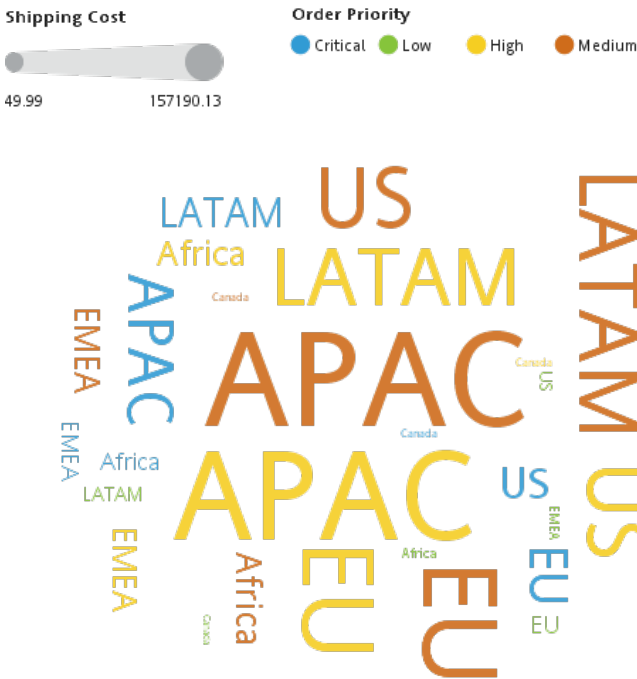 Shipping Cost
Order Priority
Critical Low High Medium
49.99 157190.13
US
LATAM
LATAM
Africa
LATAM
APAC
Canada
EMEA
APAC
Canada
US
Canada
EMEA
Africa
APAC
US
US
LATAM
EMEA
EMEA
Africa
EU
Africa
EU
EU
EU
Canada